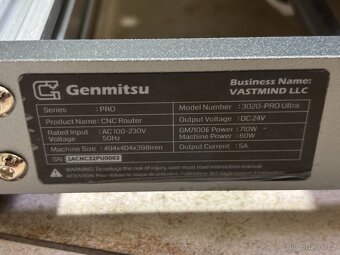 Genmitsu
Business Name:
VASTMIND LLC
Series : PRO
Model Number : 3020-PRO Ultra
Product Name : CNC Router
Output Voltage : DC 24V
Rated Input Voltage : AC 100-230V 50Hz
GM7100E Power : 710W
Machine Power : 60W
Machine Size : 494x404x398mm
Output Current : 5A
SN: 1ACNC32PU0063
WARNING: To reduce the risk of injury, user must read instruction manual